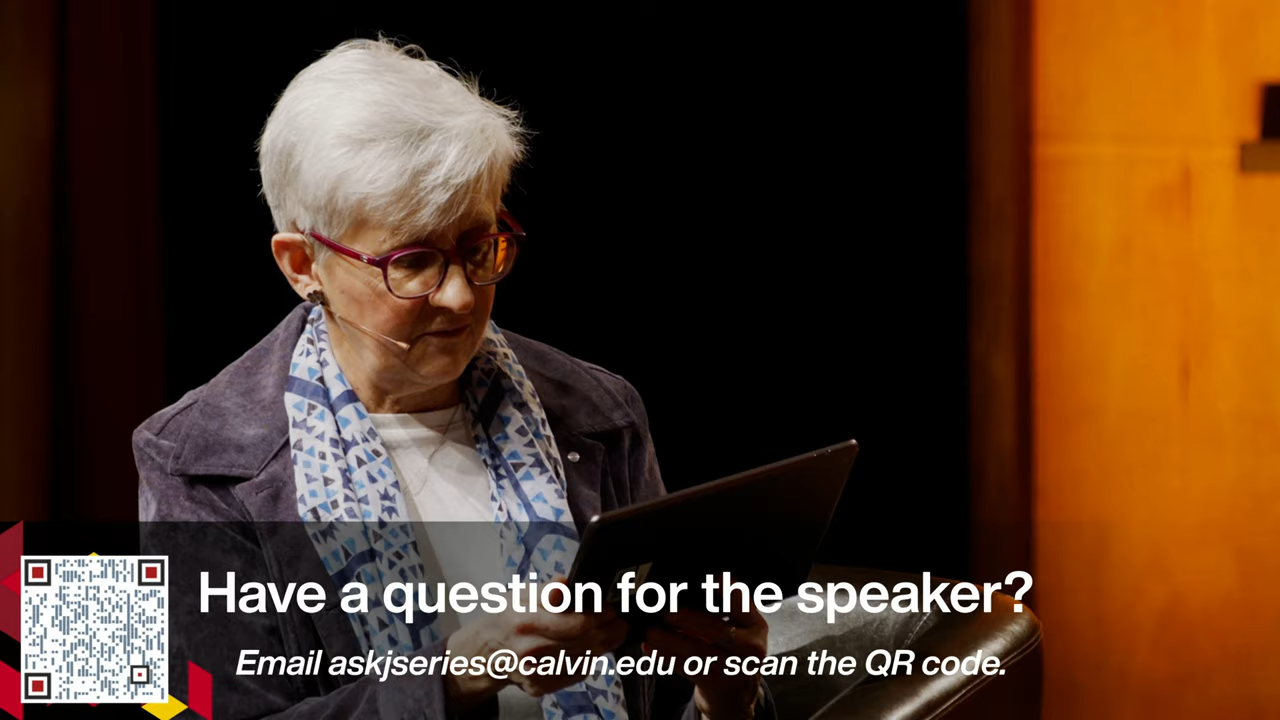 Have a question for the speaker?
Email askjseries@calvin.edu or scan the QR code.